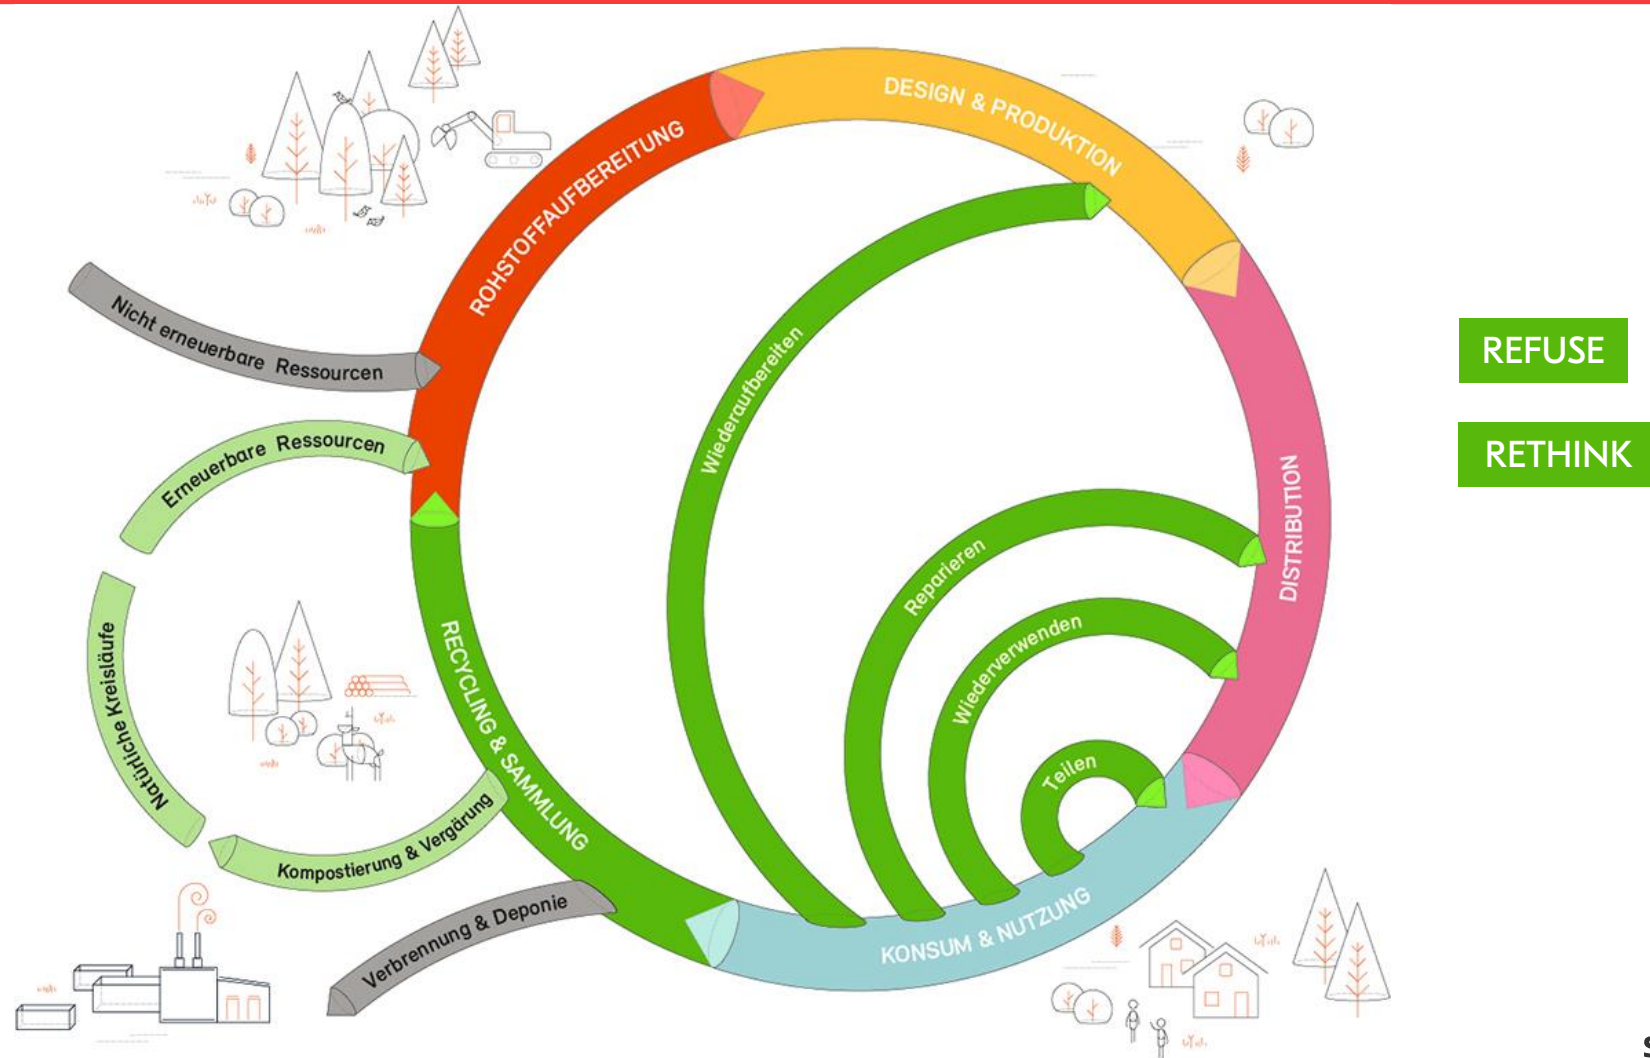 DESIGN & PRODUKTION
ROHSTOFFAUFBEREITUNG
Nicht erneuerbare Ressourcen
Wiederaufbereiten
REFUSE
Erneuerbare Ressourcen
RETHINK
DISTRIBUTION
Reparieren
Wiederverwenden
Natürliche Kreisläufe
RECYCLING & SAMMLUNG
Teilen
Kompostierung & Vergärung
Verbrennung & Deponie
KONSUM & NUTZUNG